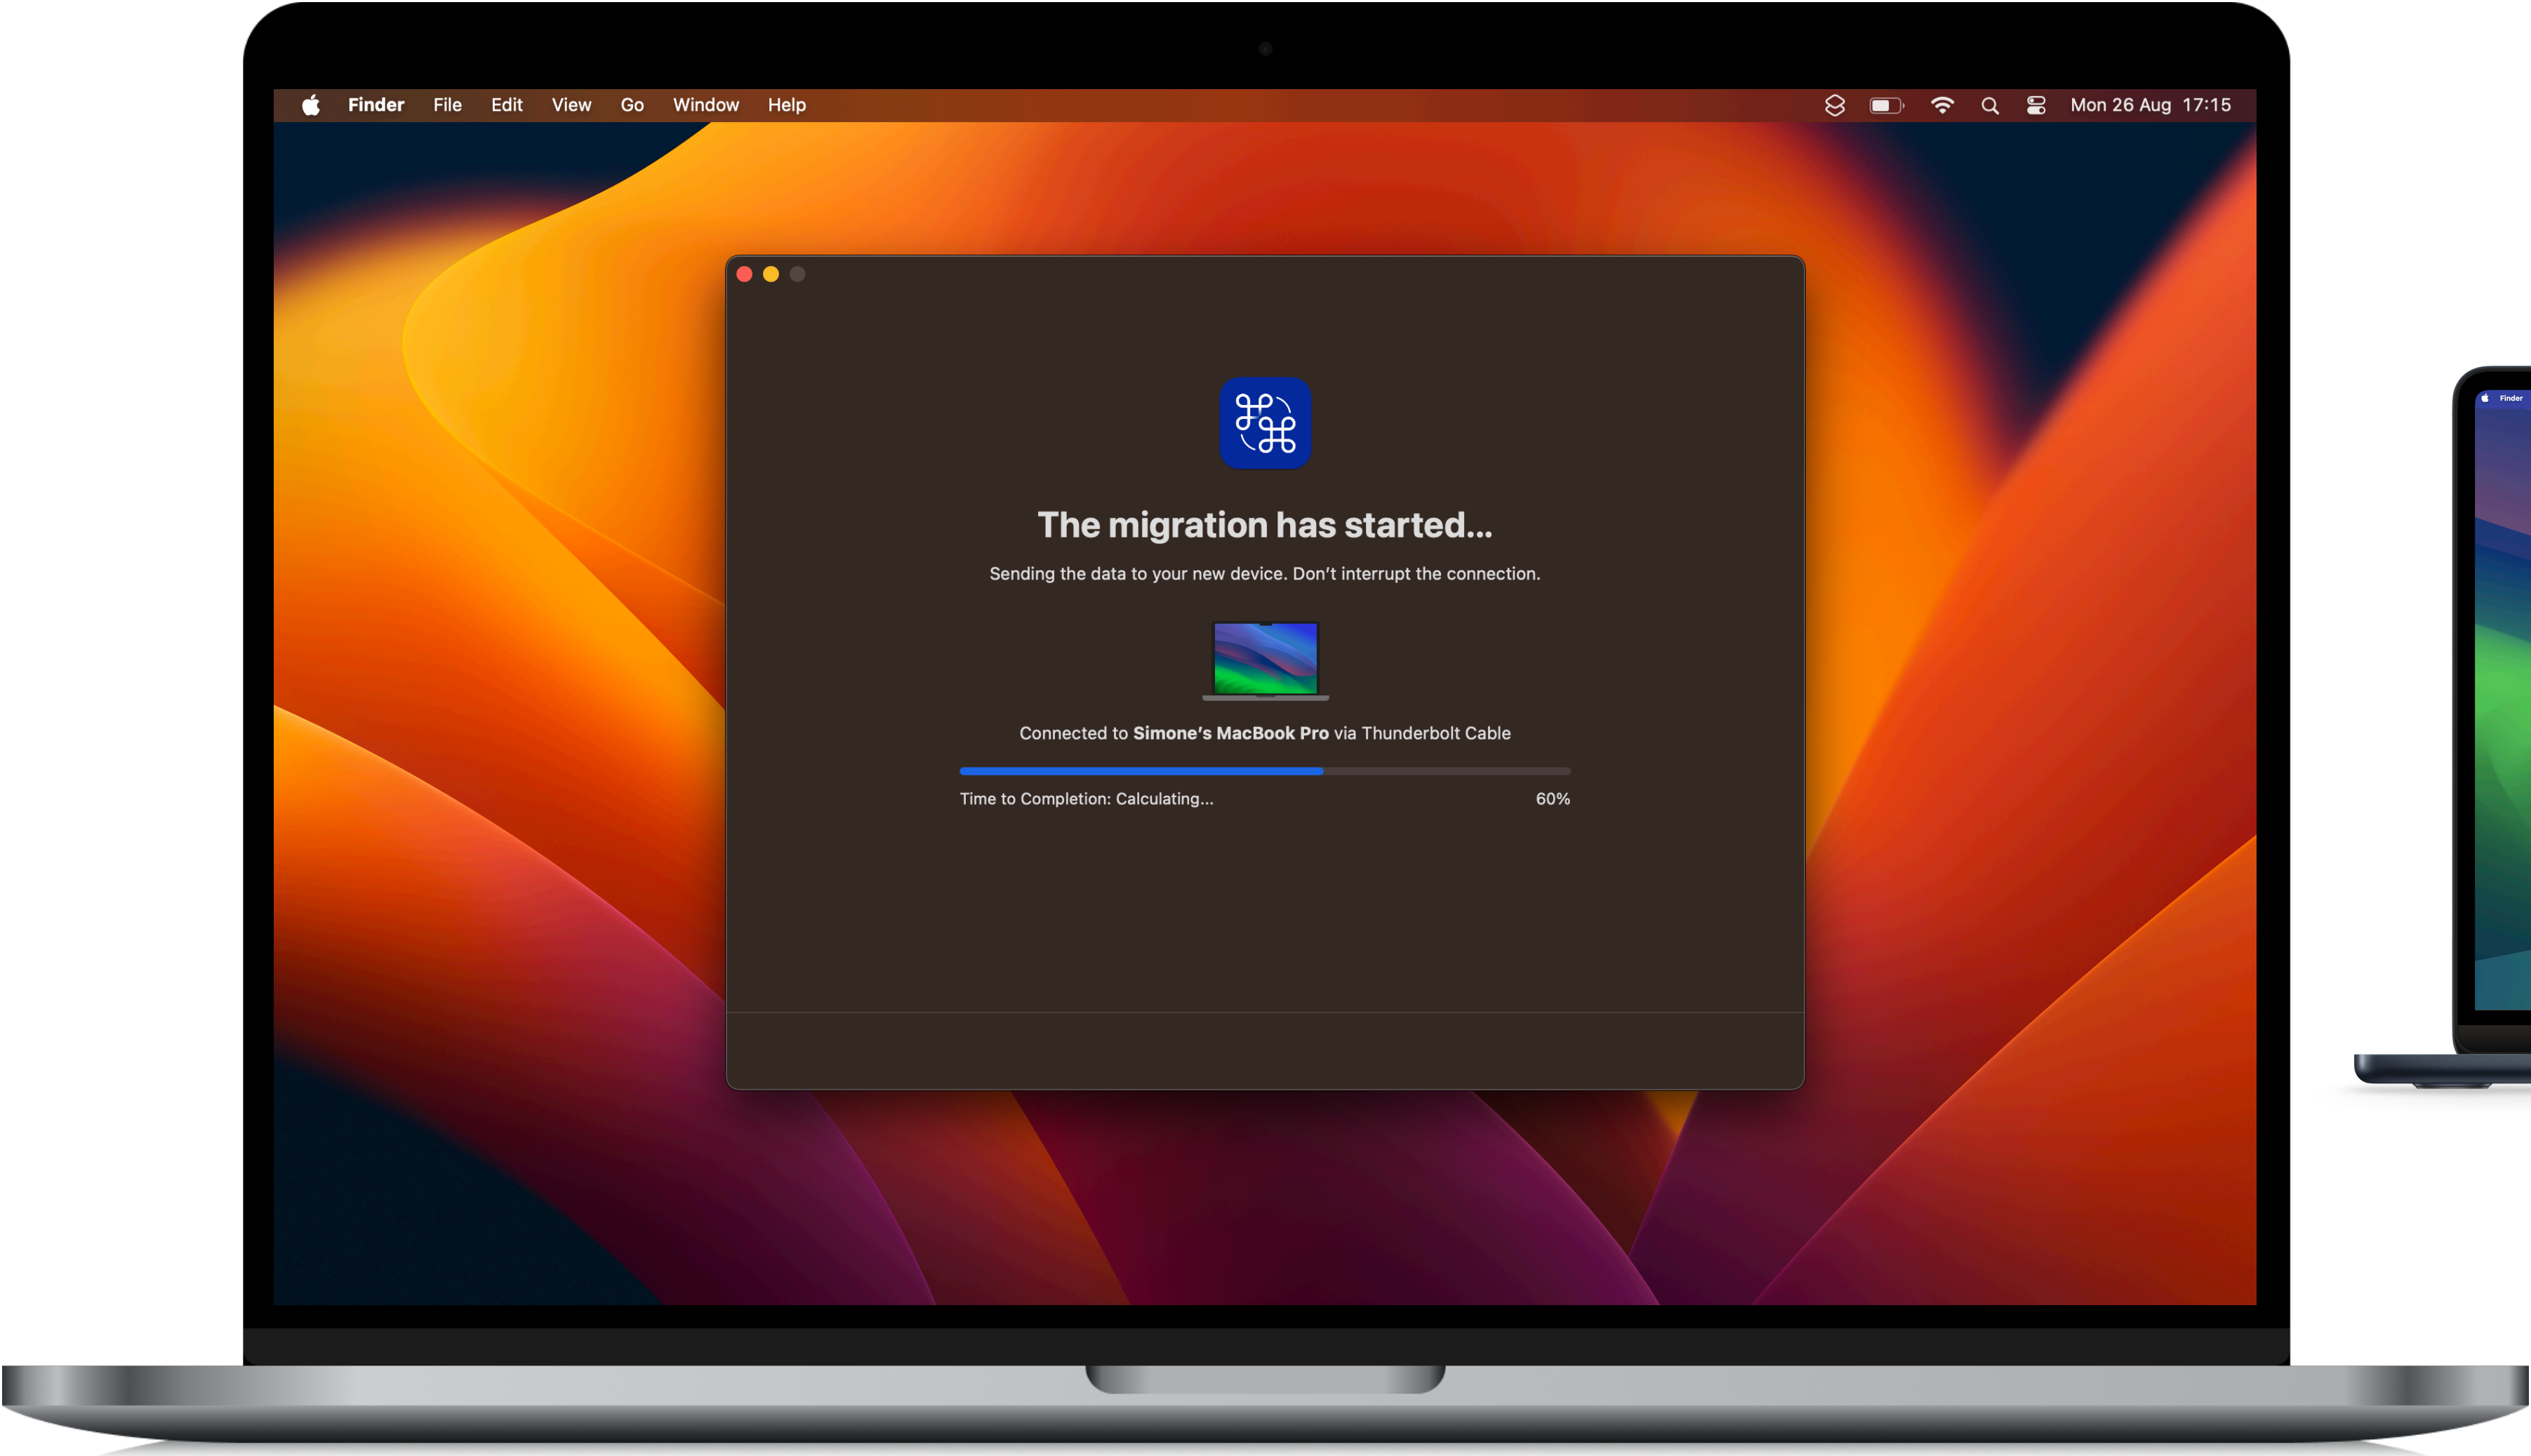 Finder File Edit View Go Window Help Mon 26 Aug 17:15
The migration has started...
Sending the data to your new device. Don’t interrupt the connection.
Connected to Simone’s MacBook Pro via Thunderbolt Cable
Time to Completion: Calculating... 60%
Finder